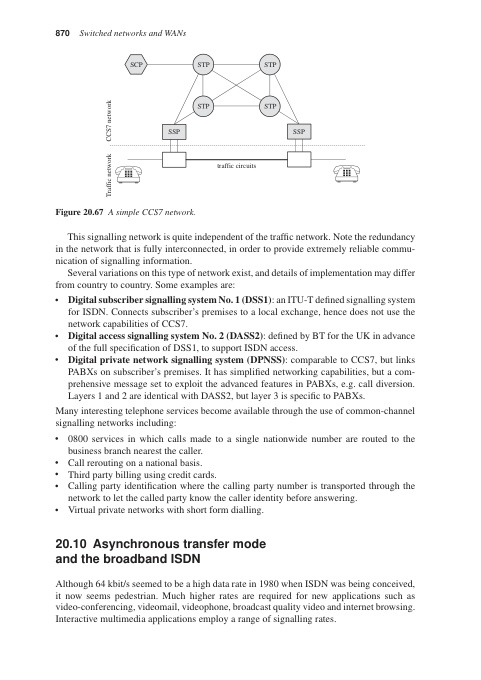 870 Switched networks and WANs
SCP
STP
STP
STP
STP
CCS7 network
SSP
SSP
Traffic network
traffic circuits
Figure 20.67 A simple CCS7 network.
This signalling network is quite independent of the traffic network. Note the redundancy
in the network that is fully interconnected, in order to provide extremely reliable commu-
nication of signalling information.
Several variations on this type of network exist, and details of implementation may differ
from country to country. Some examples are:
• Digital subscriber signalling system No. 1 (DSS1): an ITU-T defined signalling system
for ISDN. Connects subscriber's premises to a local exchange, hence does not use the
network capabilities of CCS7.
• Digital access signalling system No. 2 (DASS2): defined by BT for the UK in advance
of the full specification of DSS1, to support ISDN access.
• Digital private network signalling system (DPNSS): comparable to CCS7, but links
PABXs on subscriber's premises. It has simplified networking capabilities, but a com-
prehensive message set to exploit the advanced features in PABXs, e.g. call diversion.
Layers 1 and 2 are identical with DASS2, but layer 3 is specific to PABXs.
Many interesting telephone services become available through the use of common-channel
signalling networks including:
• 0800 services in which calls made to a single nationwide number are routed to the
business branch nearest the caller.
• Call rerouting on a national basis.
• Third party billing using credit cards.
• Calling party identification where the calling party number is transported through the
network to let the called party know the caller identity before answering.
• Virtual private networks with short form dialling.
20.10 Asynchronous transfer mode
and the broadband ISDN
Although 64 kbit/s seemed to be a high data rate in 1980 when ISDN was being conceived,
it now seems pedestrian. Much higher rates are required for new applications such as
video-conferencing, videomail, videophone, broadcast quality video and internet browsing.
Interactive multimedia applications employ a range of signalling rates.